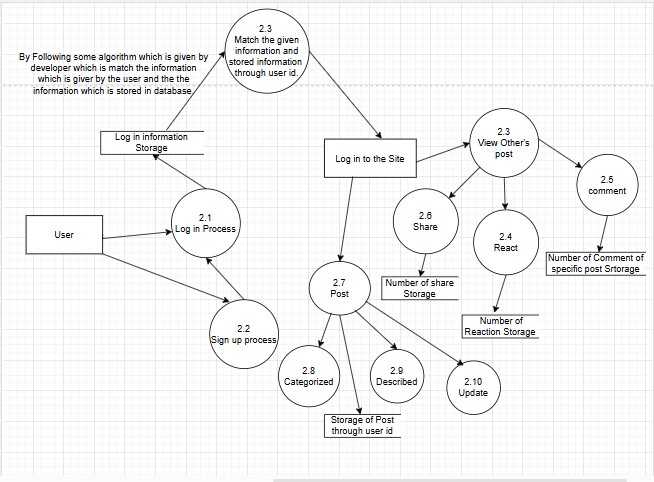 2.3
Match the given
information and
stored information
through user id.
By Following some algorithm which is given by
developer which is match the information
which is giver by the user and the the
information which is stored in database.
Log in information
Storage
Log in to the Site
2.3
View Other's
post
2.5
comment
2.1
Log in Process
2.6
Share
User
2.4
React
Number of Comment of
specific post Srtorage
2.7
Post
Number of share
Storage
2.2
Sign up process
Number of
Reaction Storage
2.8
Categorized
2.9
Described
2.10
Update
Storage of Post
through user id